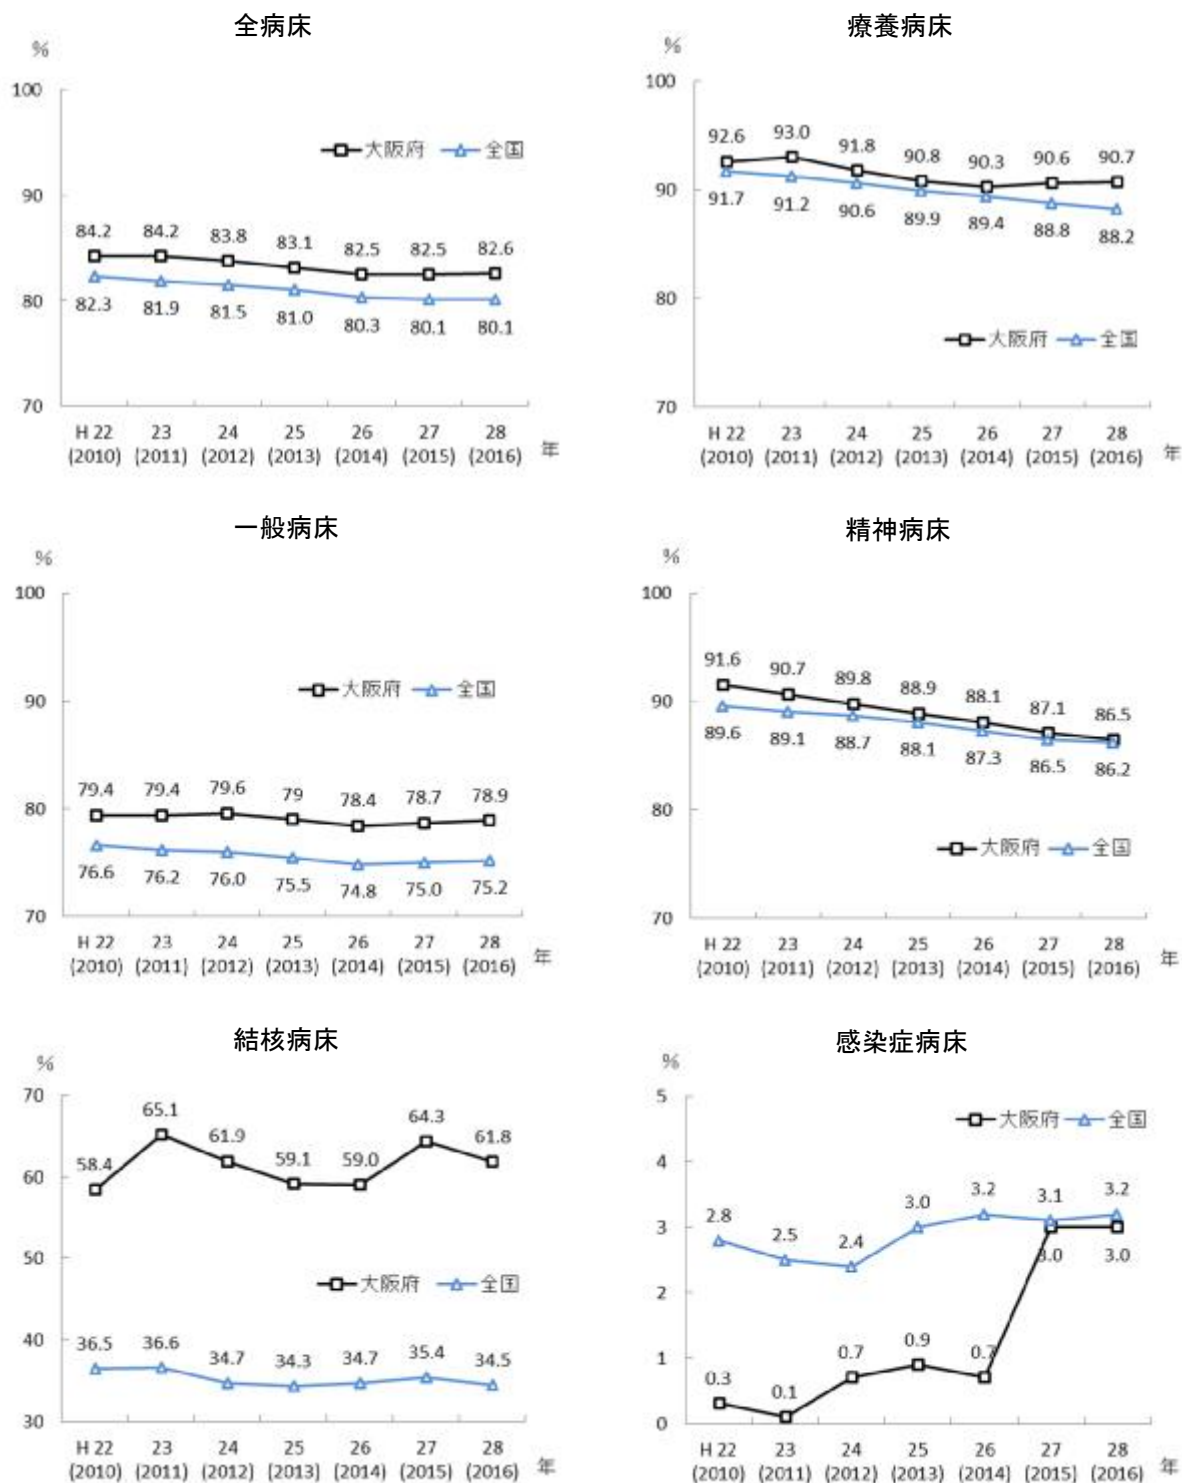 全病床
%
100
90
80
70
大阪府 全国
84.2 84.2 83.8 83.1 82.5 82.5 82.6
82.3 81.9 81.5 81.0 80.3 80.1 80.1
H 22 23 24 25 26 27 28
(2010) (2011) (2012) (2013) (2014) (2015) (2016) 年
療養病床
%
100
90
80
70
92.6 93.0 91.8 90.8 90.3 90.6 90.7
91.7 91.2 90.6 89.9 89.4 88.8 88.2
大阪府 全国
H 22 23 24 25 26 27 28
(2010) (2011) (2012) (2013) (2014) (2015) (2016) 年
一般病床
%
100
90
80
70
大阪府 全国
79.4 79.4 79.6 79 78.4 78.7 78.9
76.6 76.2 76.0 75.5 74.8 75.0 75.2
H 22 23 24 25 26 27 28
(2010) (2011) (2012) (2013) (2014) (2015) (2016) 年
精神病床
%
100
90
80
70
91.6 90.7 89.8 88.9 88.1 87.1 86.5
89.6 89.1 88.7 88.1 87.3 86.5 86.2
大阪府 全国
H 22 23 24 25 26 27 28
(2010) (2011) (2012) (2013) (2014) (2015) (2016) 年
結核病床
%
70
60
50
40
30
58.4 65.1 61.9 59.1 59.0 64.3 61.8
大阪府 全国
36.5 36.6 34.7 34.3 34.7 35.4 34.5
H 22 23 24 25 26 27 28
(2010) (2011) (2012) (2013) (2014) (2015) (2016) 年
感染症病床
%
5
4
3
2
1
0
大阪府 全国
2.8 2.5 2.4 3.0 3.2 3.1 3.2
0.3 0.1 0.7 0.9 0.7 3.0 3.0
H 22 23 24 25 26 27 28
(2010) (2011) (2012) (2013) (2014) (2015) (2016) 年